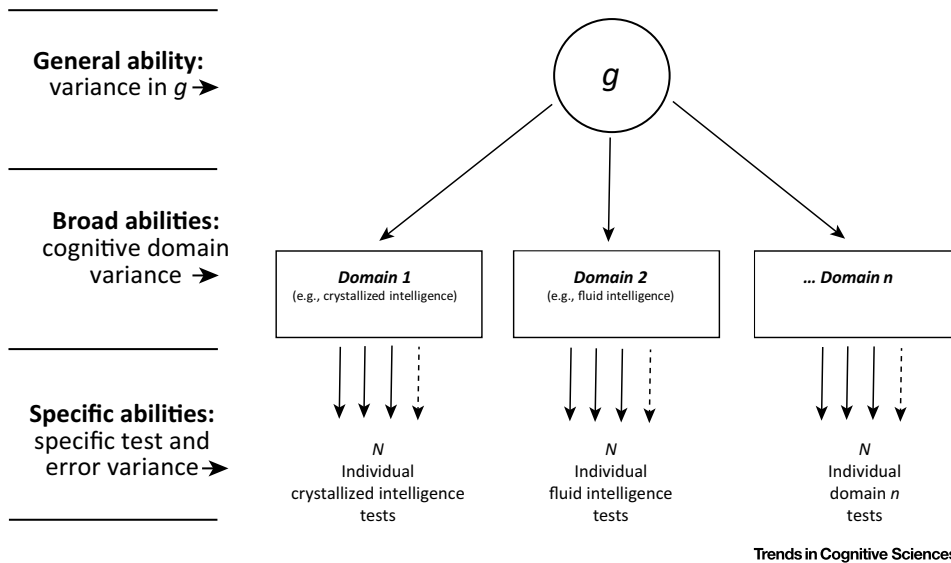 General ability:
variance in g
g
Broad abilities:
cognitive domain
variance
Domain 1
(e.g., crystallized intelligence)
Domain 2
(e.g., fluid intelligence)
... Domain n
Specific abilities:
specific test and
error variance
N
Individual
crystallized intelligence
tests
N
Individual
fluid intelligence
tests
N
Individual
domain n
tests
Trends in Cognitive Sciences